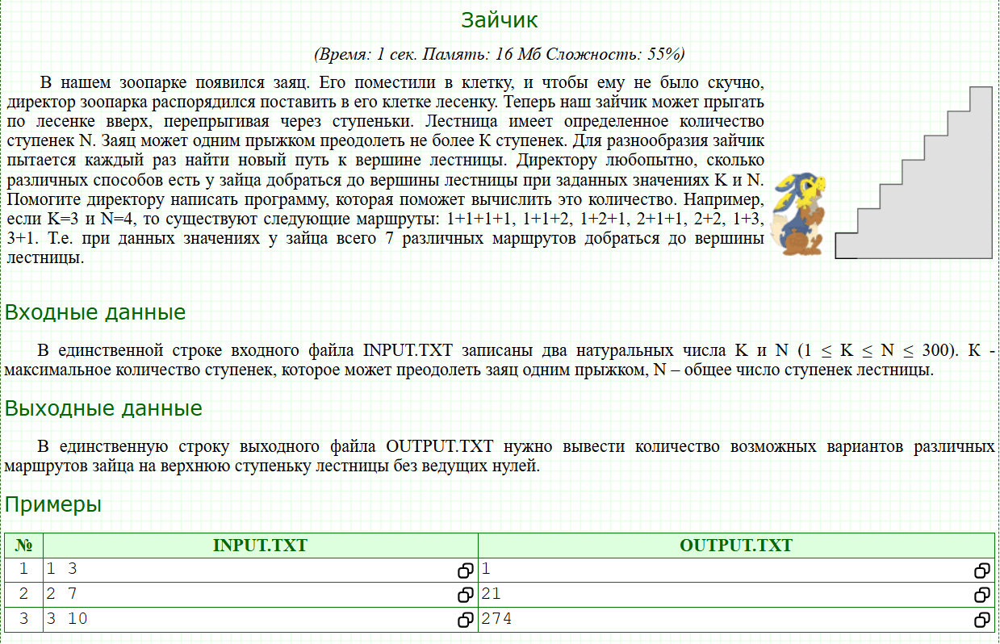 Зайчик
(Время: 1 сек. Память: 16 Мб Сложность: 55%)
В нашем зоопарке появился заяц. Его поместили в клетку, и чтобы ему не было скучно,
директор зоопарка распорядился поставить в его клетке лесенку. Теперь наш зайчик может прыгать
по лесенке вверх, перепрыгивая через ступеньки. Лестница имеет определенное количество
ступенек N. Заяц может одним прыжком преодолеть не более К ступенек. Для разнообразия зайчик
пытается каждый раз найти новый путь к вершине лестницы. Директору любопытно, сколько
различных способов есть у зайца добраться до вершины лестницы при заданных значениях K и N.
Помогите директору написать программу, которая поможет вычислить это количество. Например,
если K=3 и N=4, то существуют следующие маршруты: 1+1+1+1, 1+1+2, 1+2+1, 2+1+1, 2+2, 1+3,
3+1. Т.е. при данных значениях у зайца всего 7 различных маршрутов добраться до вершины
лестницы.
Входные данные
В единственной строке входного файла INPUT.TXT записаны два натуральных числа K и N (1 ≤ K ≤ N ≤ 300). К -
максимальное количество ступенек, которое может преодолеть заяц одним прыжком, N – общее число ступенек лестницы.
Выходные данные
В единственную строку выходного файла OUTPUT.TXT нужно вывести количество возможных вариантов различных
маршрутов зайца на верхнюю ступеньку лестницы без ведущих нулей.
Примеры
№ INPUT.TXT OUTPUT.TXT
1 1 3 1
2 2 7 21
3 3 10 274